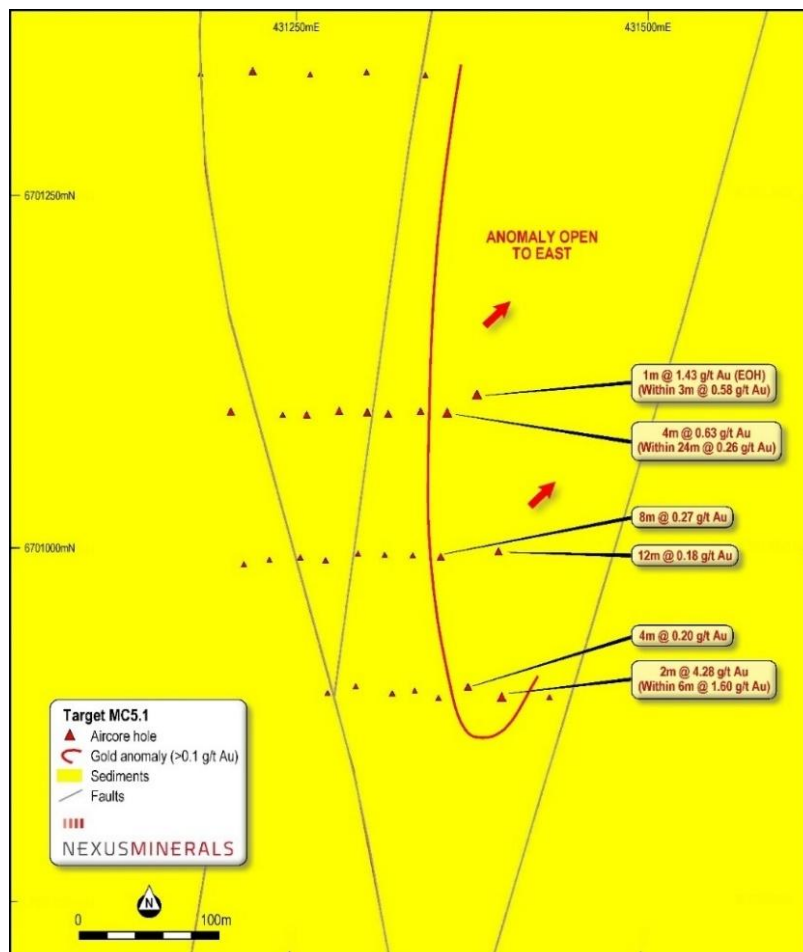 431250mE
431500mE
6701250mN
ANOMALY OPEN
TO EAST
1m @ 1.43 g/t Au (EOH)
(Within 3m @ 0.58 g/t Au)
4m @ 0.63 g/t Au
(Within 24m @ 0.26 g/t Au)
8m @ 0.27 g/t Au
6701000mN
12m @ 0.18 g/t Au
4m @ 0.20 g/t Au
2m @ 4.28 g/t Au
(Within 6m @ 1.60 g/t Au)
Target MC5.1
Aircore hole
Gold anomaly (>0.1 g/t Au)
Sediments
Faults
NEXUSMINERALS
N
0 100m